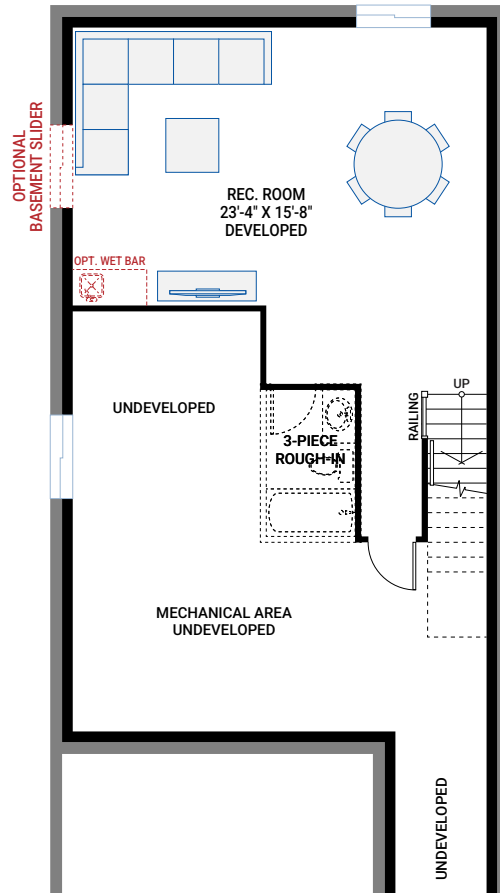 OPTIONAL
BASEMENT SLIDER
REC. ROOM
23'-4" X 15'-8"
DEVELOPED
OPT. WET BAR
UP
RAILING
UNDEVELOPED
3-PIECE
ROUGH-IN
MECHANICAL AREA
UNDEVELOPED
UNDEVELOPED